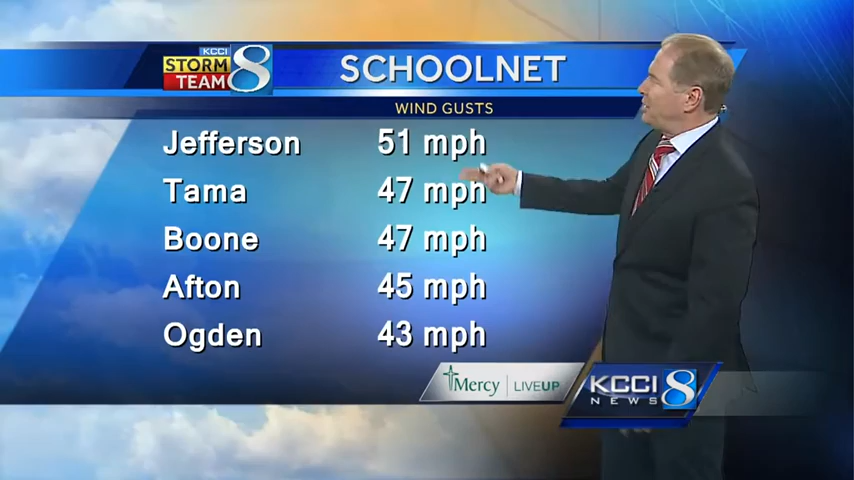 KCCI
STORM
TEAM 8
SCHOOLNET
WIND GUSTS
Jefferson 51 mph
Tama 47 mph
Boone 47 mph
Afton 45 mph
Ogden 43 mph
Mercy LIVEUP
KCCI 8
NEWS